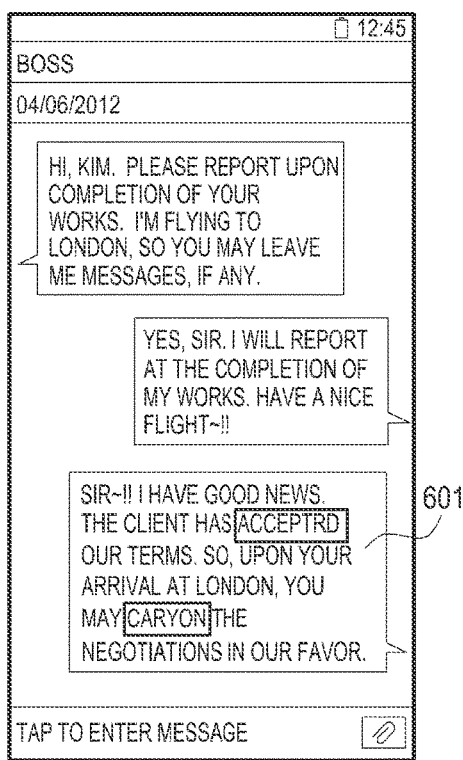 12:45
BOSS
04/06/2012
HI, KIM. PLEASE REPORT UPON
COMPLETION OF YOUR
WORKS. I'M FLYING TO
LONDON, SO YOU MAY LEAVE
ME MESSAGES, IF ANY.
YES, SIR. I WILL REPORT
AT THE COMPLETION OF
MY WORKS. HAVE A NICE
FLIGHT~!!
SIR~!! I HAVE GOOD NEWS.
THE CLIENT HAS ACCEPTRD
OUR TERMS. SO, UPON YOUR
ARRIVAL AT LONDON, YOU
MAY CARYON THE
NEGOTIATIONS IN OUR FAVOR.
601
TAP TO ENTER MESSAGE